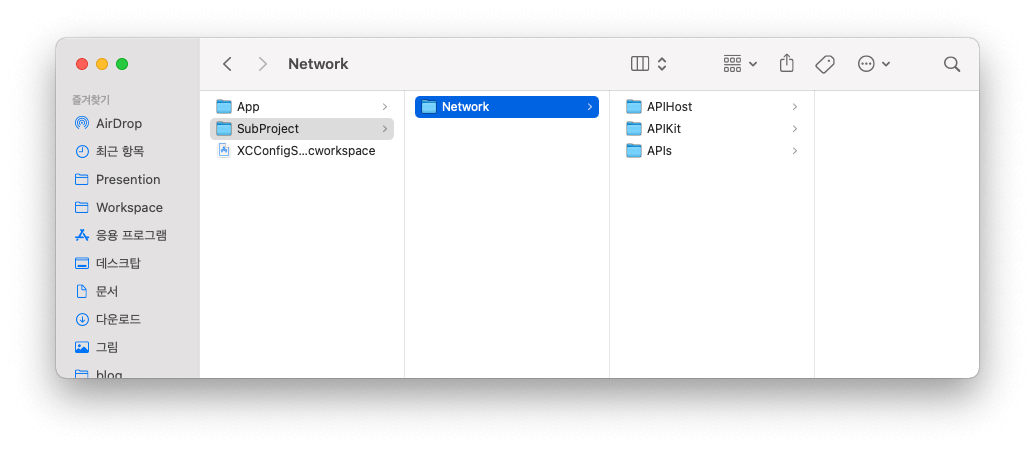 Network
즐겨찾기
AirDrop
최근 항목
Presention
Workspace
응용 프로그램
데스크탑
문서
다운로드
그림
blog
App
SubProject
XCConfigS...cworkspace
Network
APIHost
APIKit
APIs